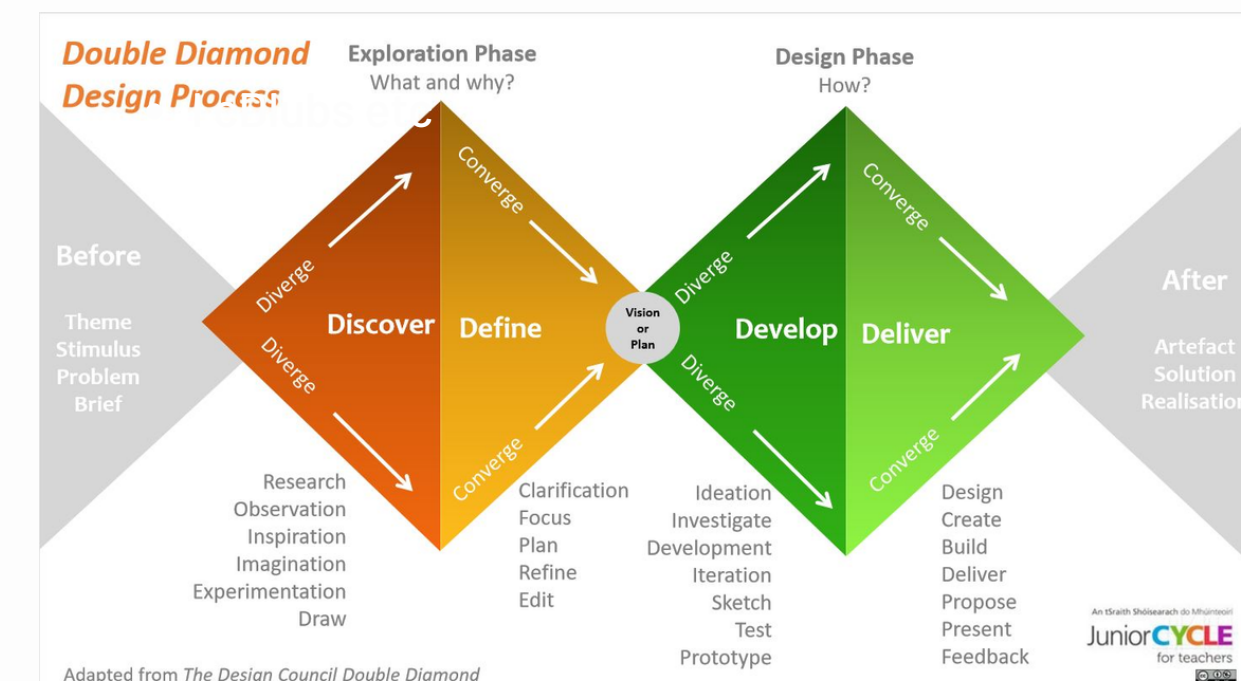 Double Diamond
Design Process
Exploration Phase
What and why?
Design Phase
How?
Before
Theme
Stimulus
Problem
Brief
Diverge
Diverge
Discover
Converge
Converge
Define
Vision
or
Plan
Diverge
Diverge
Develop
Converge
Converge
Deliver
After
Artefact
Solution
Realisation
Research
Observation
Inspiration
Imagination
Experimentation
Draw
Clarification
Focus
Plan
Refine
Edit
Ideation
Investigate
Development
Iteration
Sketch
Test
Prototype
Design
Create
Build
Deliver
Propose
Present
Feedback
An tSraith Shóisearach do Mhúinteoirí
JuniorCYCLE
for teachers
Adapted from The Design Council Double Diamond